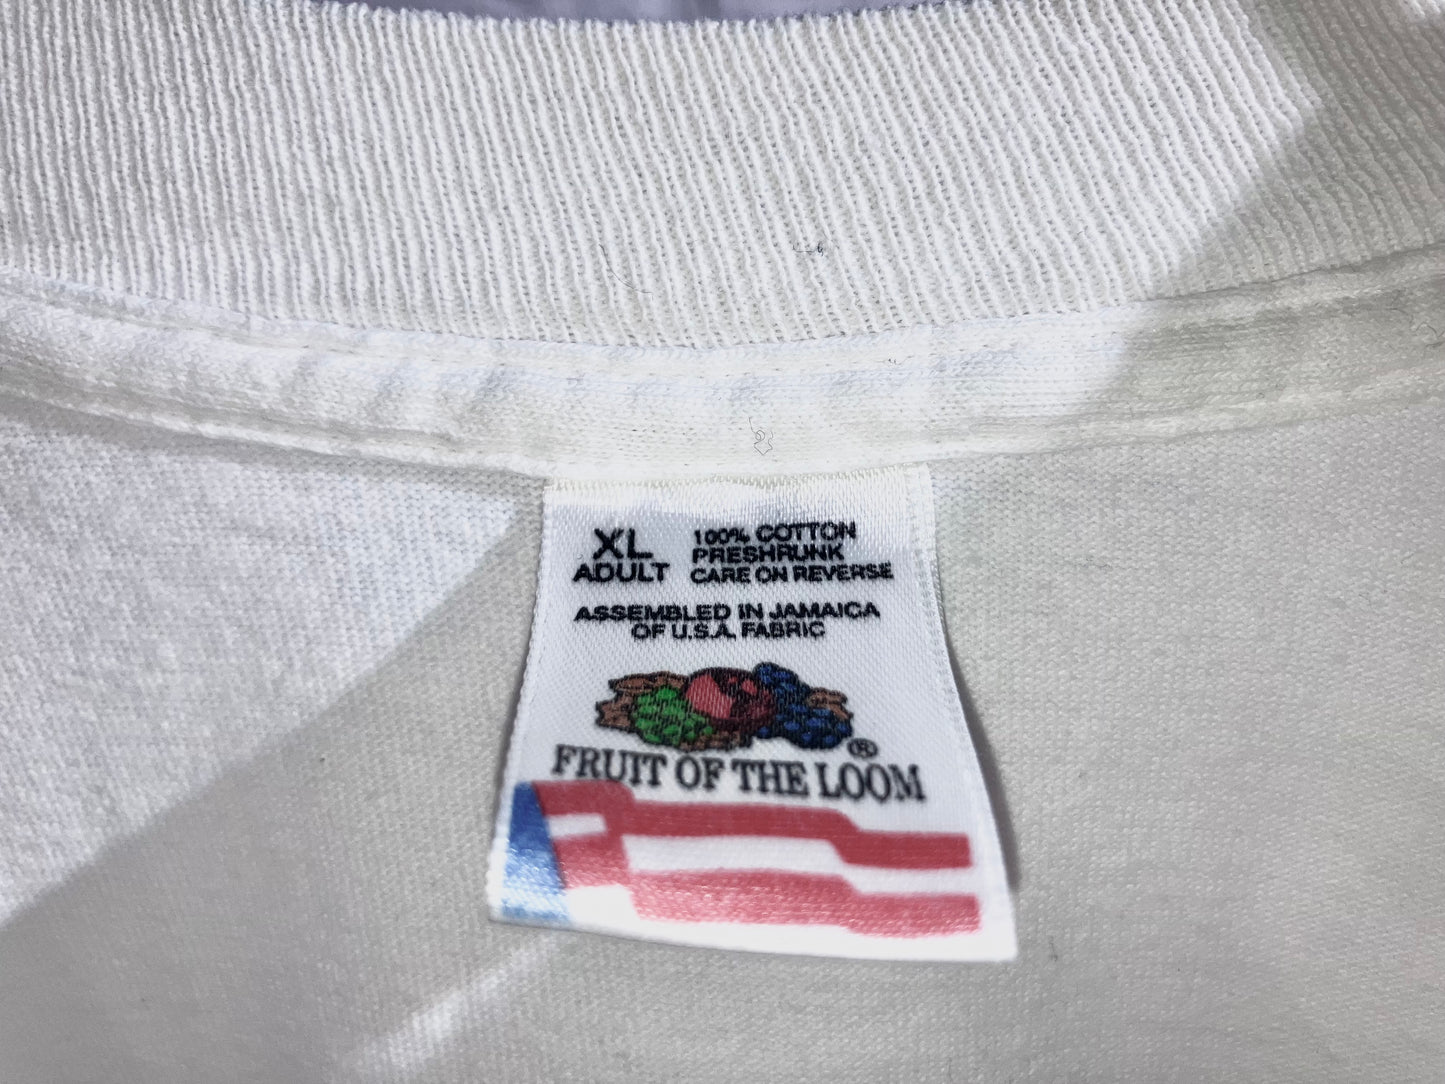 XL 100% COTTON
PRESHRUNK
ADULT CARE ON REVERSE
ASSEMBLED IN JAMAICA
OF U.S.A. FABRIC
®
FRUIT OF THE LOOM